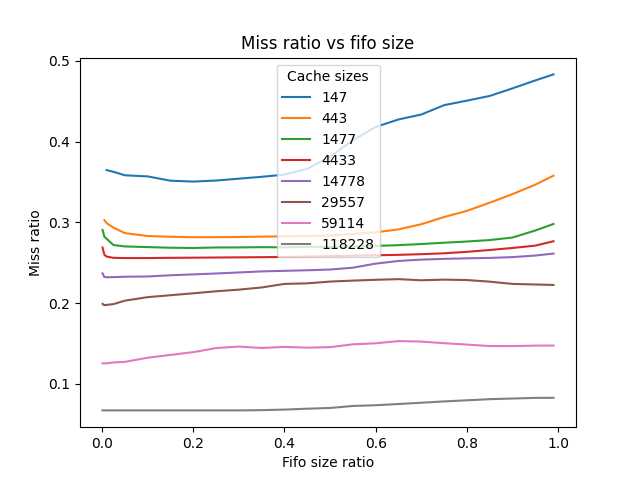 Miss ratio vs fifo size
0.5
0.4
0.3
0.2
0.1
Miss ratio
Cache sizes
147
443
1477
4433
14778
29557
59114
118228
0.0 0.2 0.4 0.6 0.8 1.0
Fifo size ratio